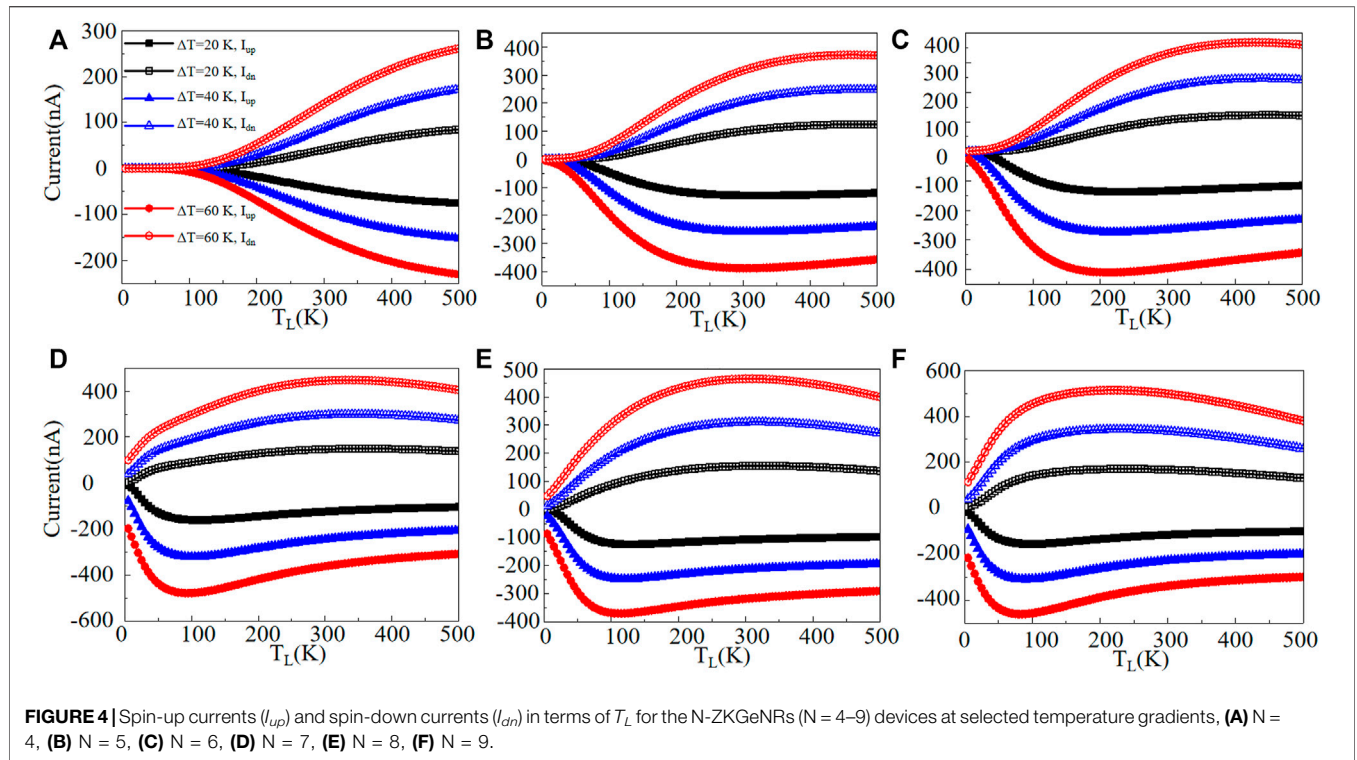 A
B
C
ΔT=20 K, I_up
ΔT=20 K, I_dn
ΔT=40 K, I_up
ΔT=40 K, I_dn
ΔT=60 K, I_up
ΔT=60 K, I_dn
Current(nA)
300
200
100
0
-100
-200
0 100 200 300 400 500
T_L(K)
400
300
200
100
0
-100
-200
-300
-400
0 100 200 300 400 500
T_L(K)
400
300
200
100
0
-100
-200
-300
-400
0 100 200 300 400 500
T_L(K)
D
E
F
Current(nA)
400
200
0
-200
-400
-600
0 100 200 300 400 500
T_L(K)
500
400
300
200
100
0
-100
-200
-300
-400
0 100 200 300 400 500
T_L(K)
600
400
200
0
-200
-400
0 100 200 300 400 500
T_L(K)
FIGURE 4 | Spin-up currents (I_up) and spin-down currents (I_dn) in terms of T_L for the N-ZKGeNRs (N = 4–9) devices at selected temperature gradients, (A) N =
4, (B) N = 5, (C) N = 6, (D) N = 7, (E) N = 8, (F) N = 9.